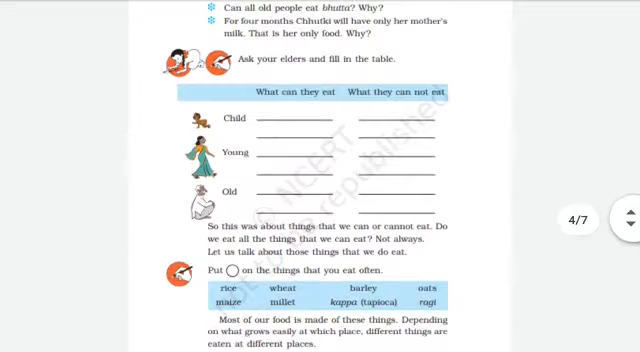 Can all old people eat bhutta? Why?
For four months Chhutki will have only her mother's
milk. That is her only food. Why?
Ask your elders and fill in the table.
What can they eat What they can not eat
Child
Young
Old
So this was about things that we can or cannot eat. Do
we eat all the things that we can eat? Not always.
Let us talk about those things that we do eat.
Put ◯ on the things that you eat often.
rice wheat barley oats
maize millet kappa (tapioca) ragi
Most of our food is made of these things. Depending
on what grows easily at which place, different things are
eaten at different places.
4/7
© NCERT
not to be republished